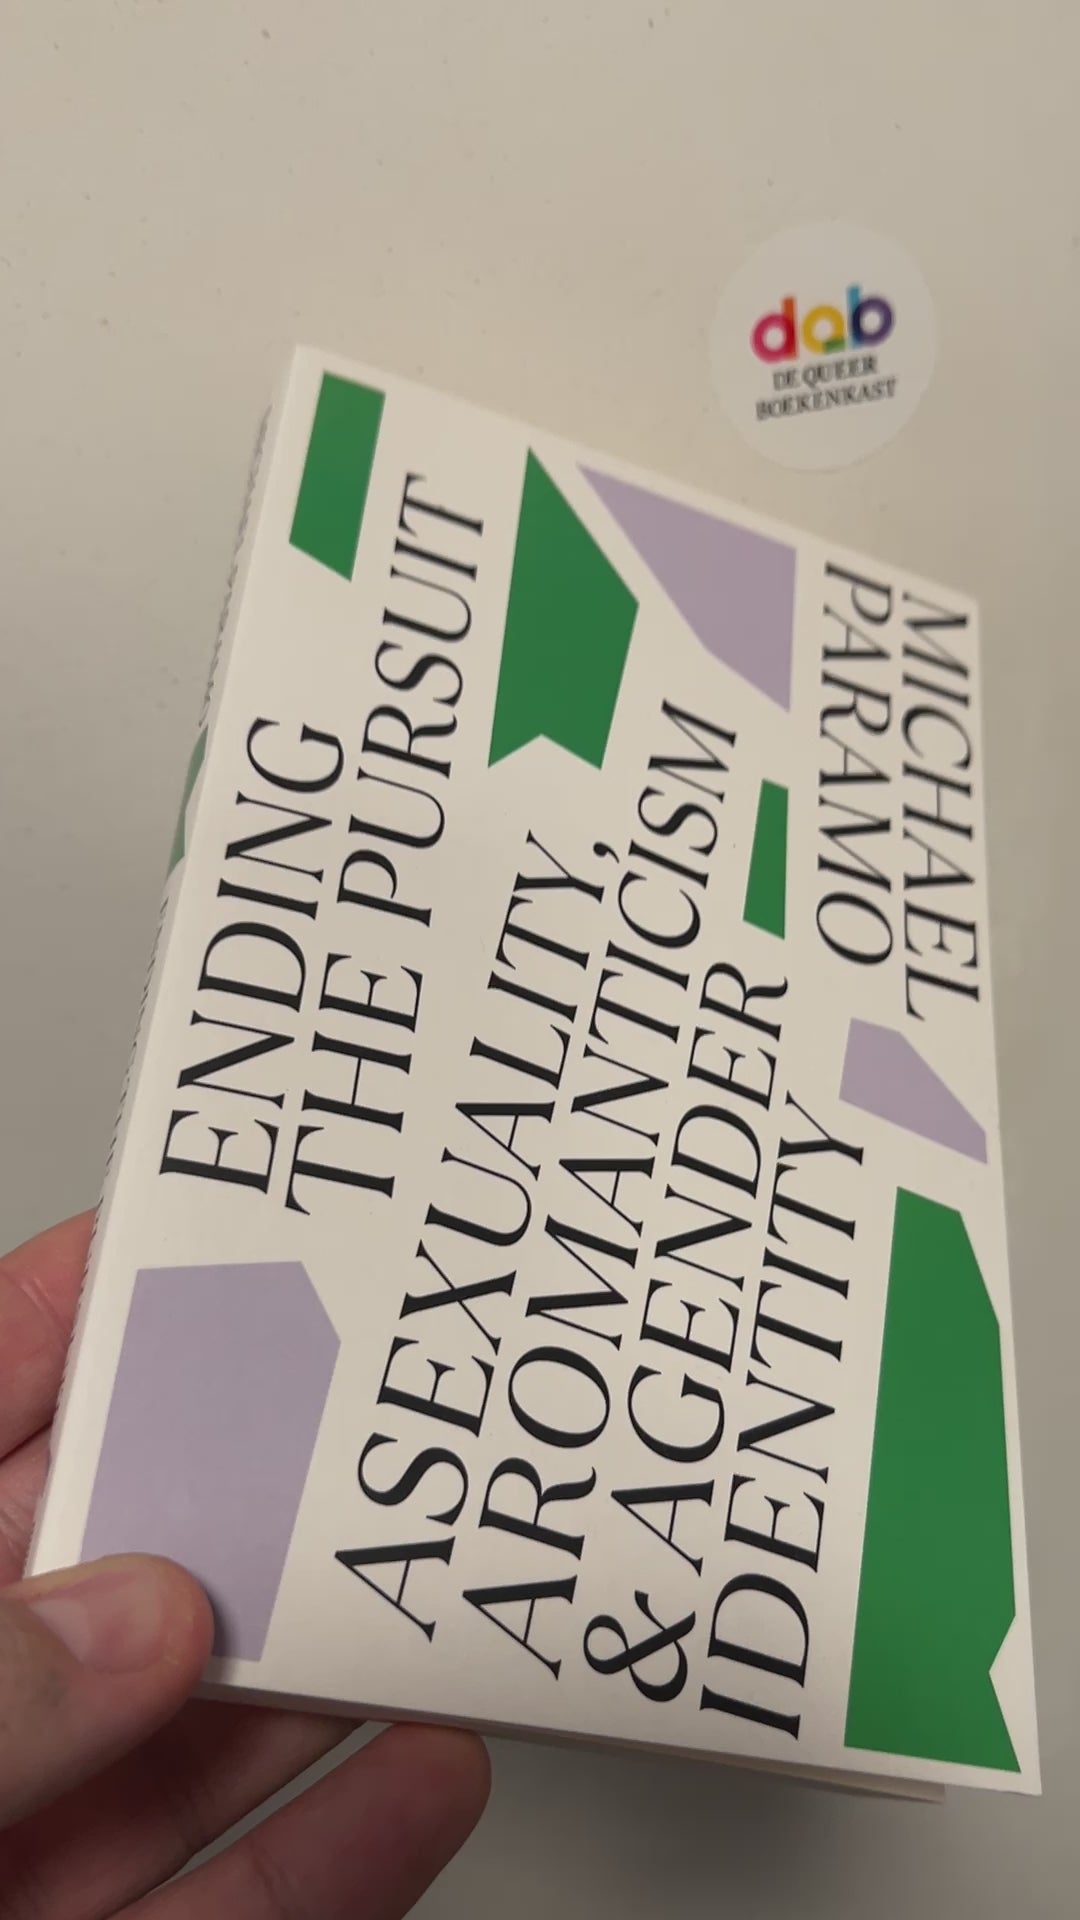 ENDING
THE PURSUIT
ASEXUALITY,
AROMANTICISM
& AGENDER
IDENTITY
MICHAEL
PARAMO
dqb
DE QUEER
BOEKENKAST